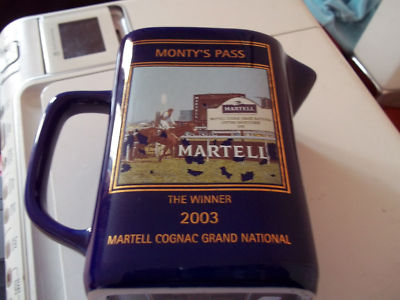 MONTY'S PASS
MARTELL
MARTELL
THE WINNER
2003
MARTELL COGNAC GRAND NATIONAL